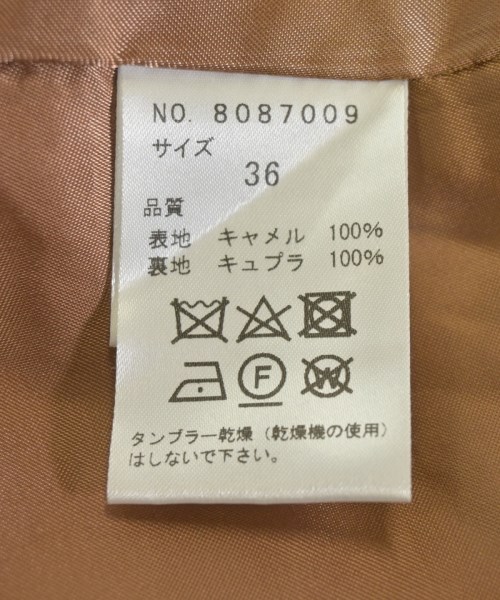 NO. 8087009
サイズ
36
品質
表地 キャメル 100%
裏地 キュプラ 100%
F W
タンブラー乾燥（乾燥機の使用）
はしないで下さい。